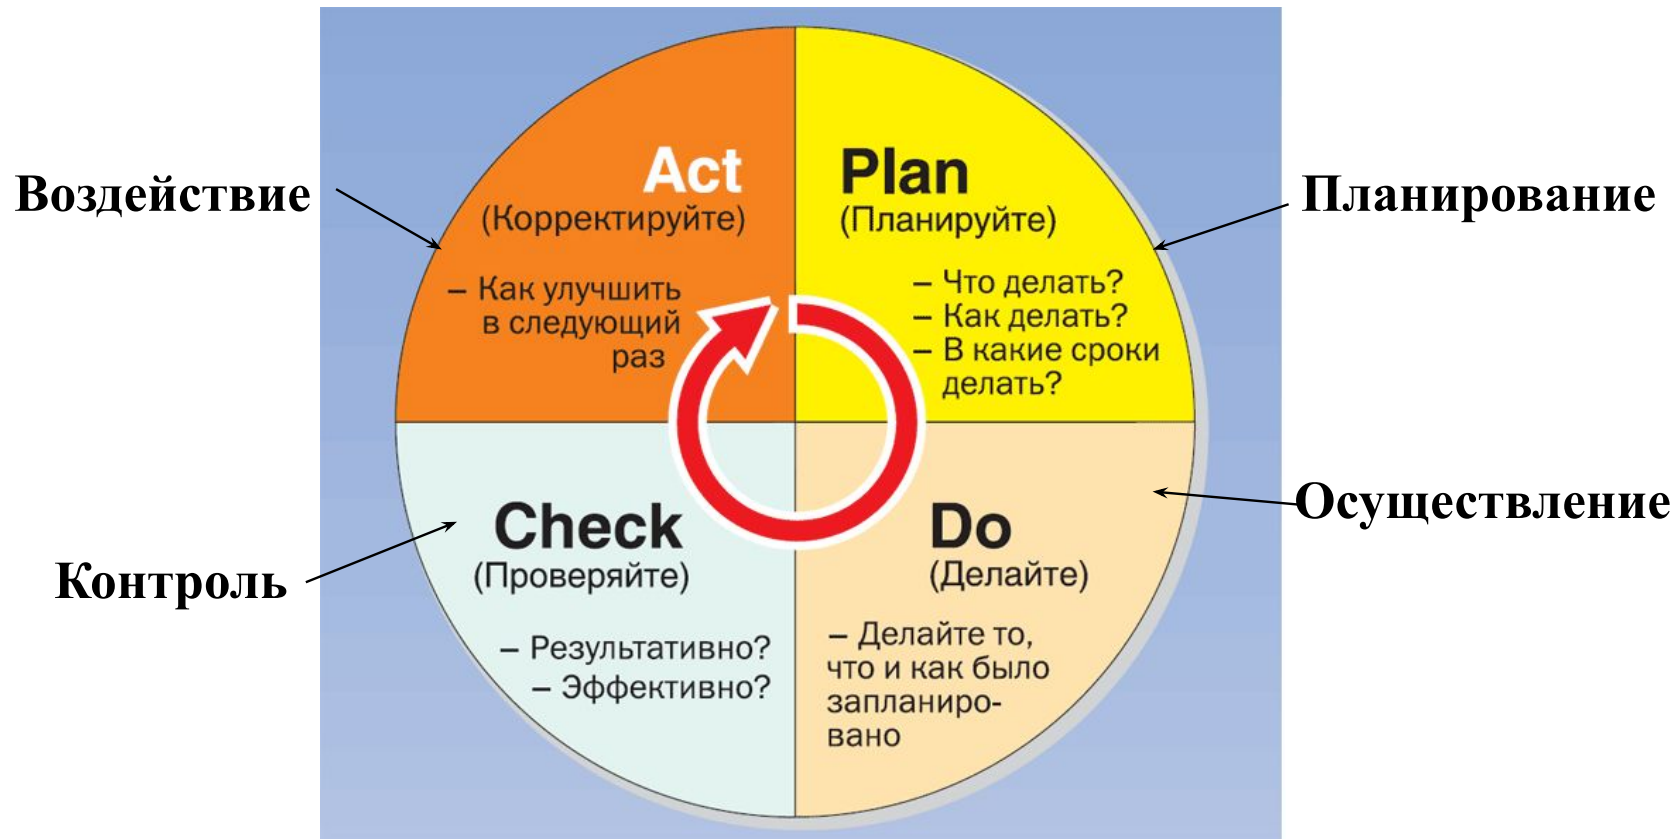 Воздействие
Act
(Корректируйте)
– Как улучшить
в следующий
раз
Plan
(Планируйте)
– Что делать?
– Как делать?
– В какие сроки
делать?
Планирование
Контроль
Check
(Проверяйте)
– Результативно?
– Эффективно?
Do
(Делайте)
– Делайте то,
что и как было
запланиро-
вано
Осуществление